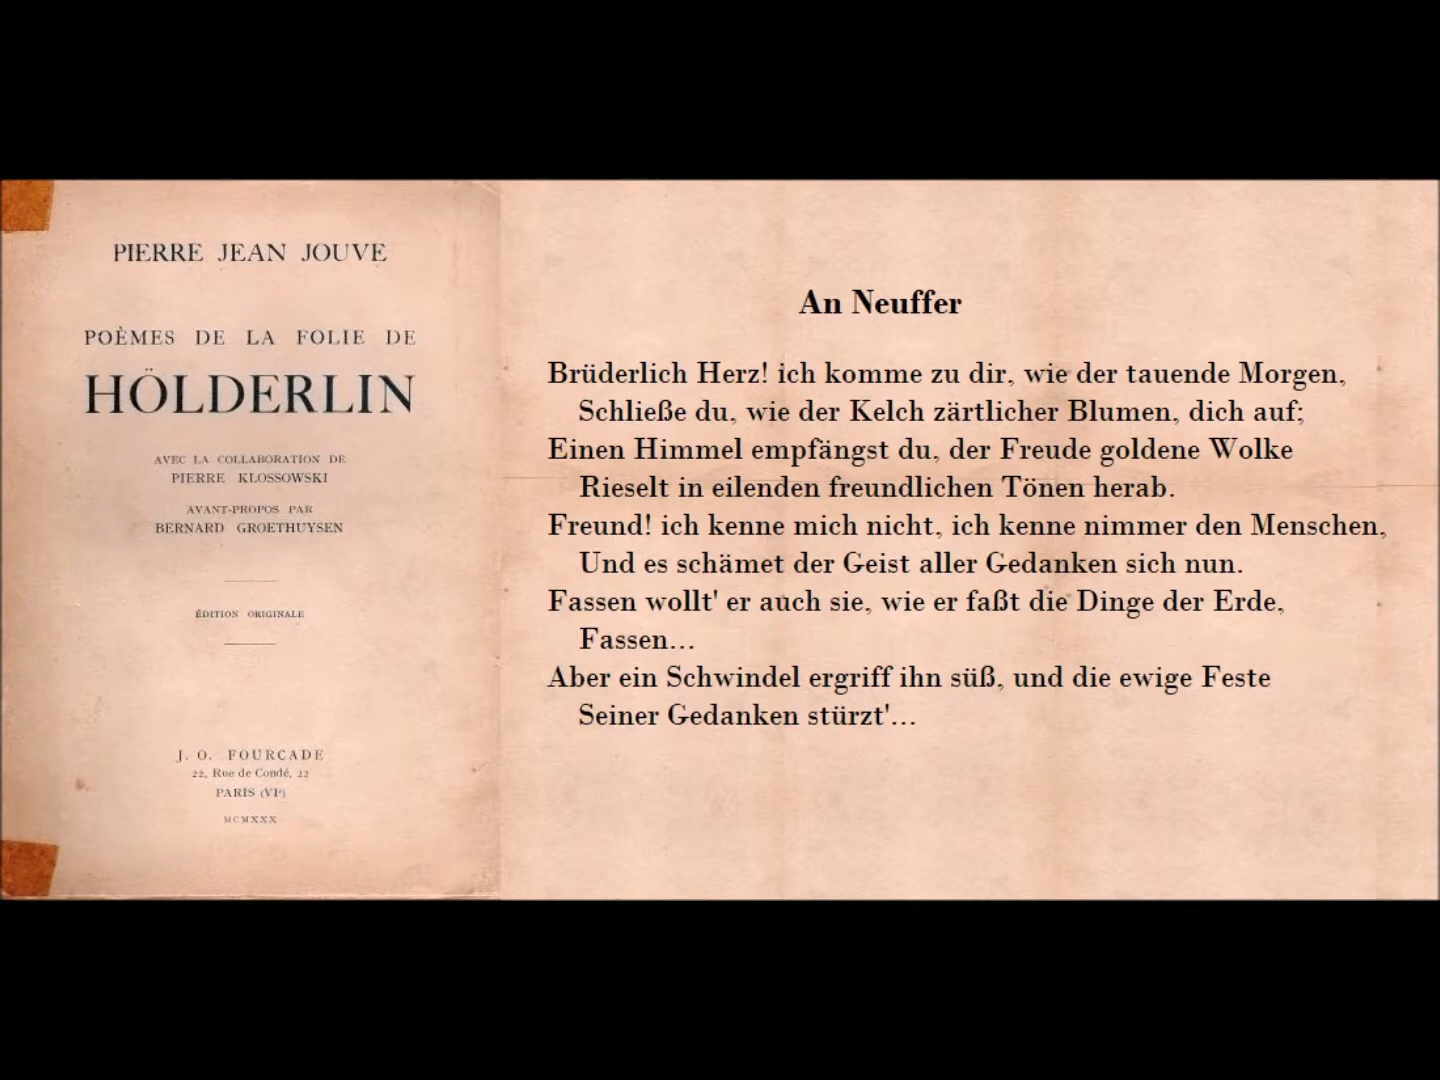 PIERRE JEAN JOUVE
POÈMES DE LA FOLIE DE
HÖLDERLIN
AVEC LA COLLABORATION DE
PIERRE KLOSSOWSKI
AVANT-PROPOS PAR
BERNARD GROETHUYSEN
ÉDITION ORIGINALE
J. O. FOURCADE
22, Rue de Condé, 22
PARIS (VIᵉ)
MCMXXX
An Neuffer
Brüderlich Herz! ich komme zu dir, wie der tauende Morgen,
Schließe du, wie der Kelch zärtlicher Blumen, dich auf;
Einen Himmel empfängst du, der Freude goldene Wolke
Rieselt in eilenden freundlichen Tönen herab.
Freund! ich kenne mich nicht, ich kenne nimmer den Menschen,
Und es schämet der Geist aller Gedanken sich nun.
Fassen wollt' er auch sie, wie er faßt die Dinge der Erde,
Fassen...
Aber ein Schwindel ergriff ihn süß, und die ewige Feste
Seiner Gedanken stürzt'...